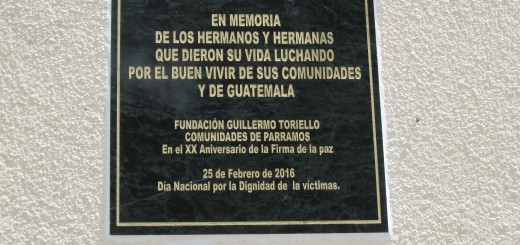 EN MEMORIA
DE LOS HERMANOS Y HERMANAS
QUE DIERON SU VIDA LUCHANDO
POR EL BUEN VIVIR DE SUS COMUNIDADES
Y DE GUATEMALA
FUNDACIÓN GUILLERMO TORIELLO
COMUNIDADES DE PARRAMOS
En el XX Aniversario de la Firma de la paz
25 de Febrero de 2016
Día Nacional por la Dignidad de la víctimas.